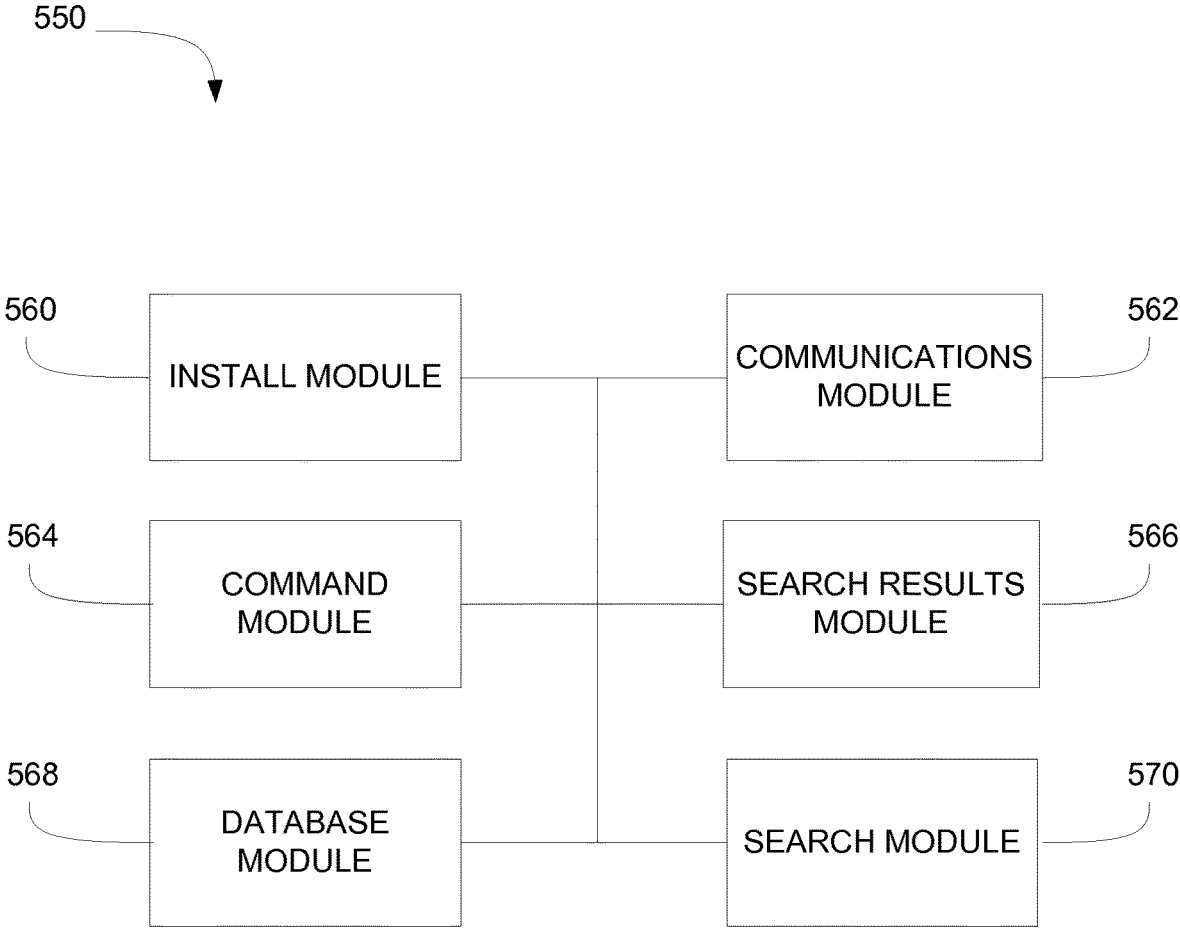 550
560
INSTALL MODULE
COMMUNICATIONS
MODULE
562
564
COMMAND
MODULE
SEARCH RESULTS
MODULE
566
568
DATABASE
MODULE
SEARCH MODULE
570